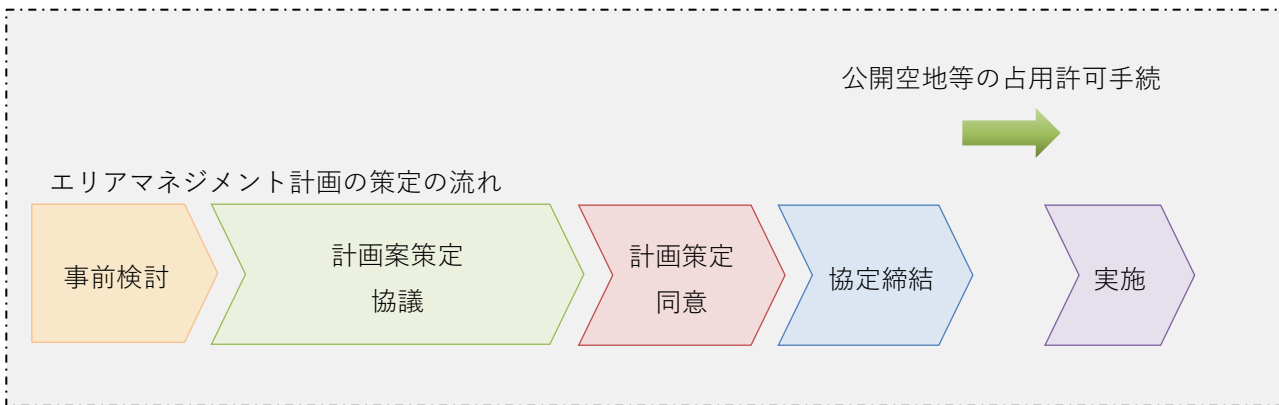 公開空地等の占用許可手続
エリアマネジメント計画の策定の流れ
事前検討
計画案策定
協議
計画策定
同意
協定締結
実施